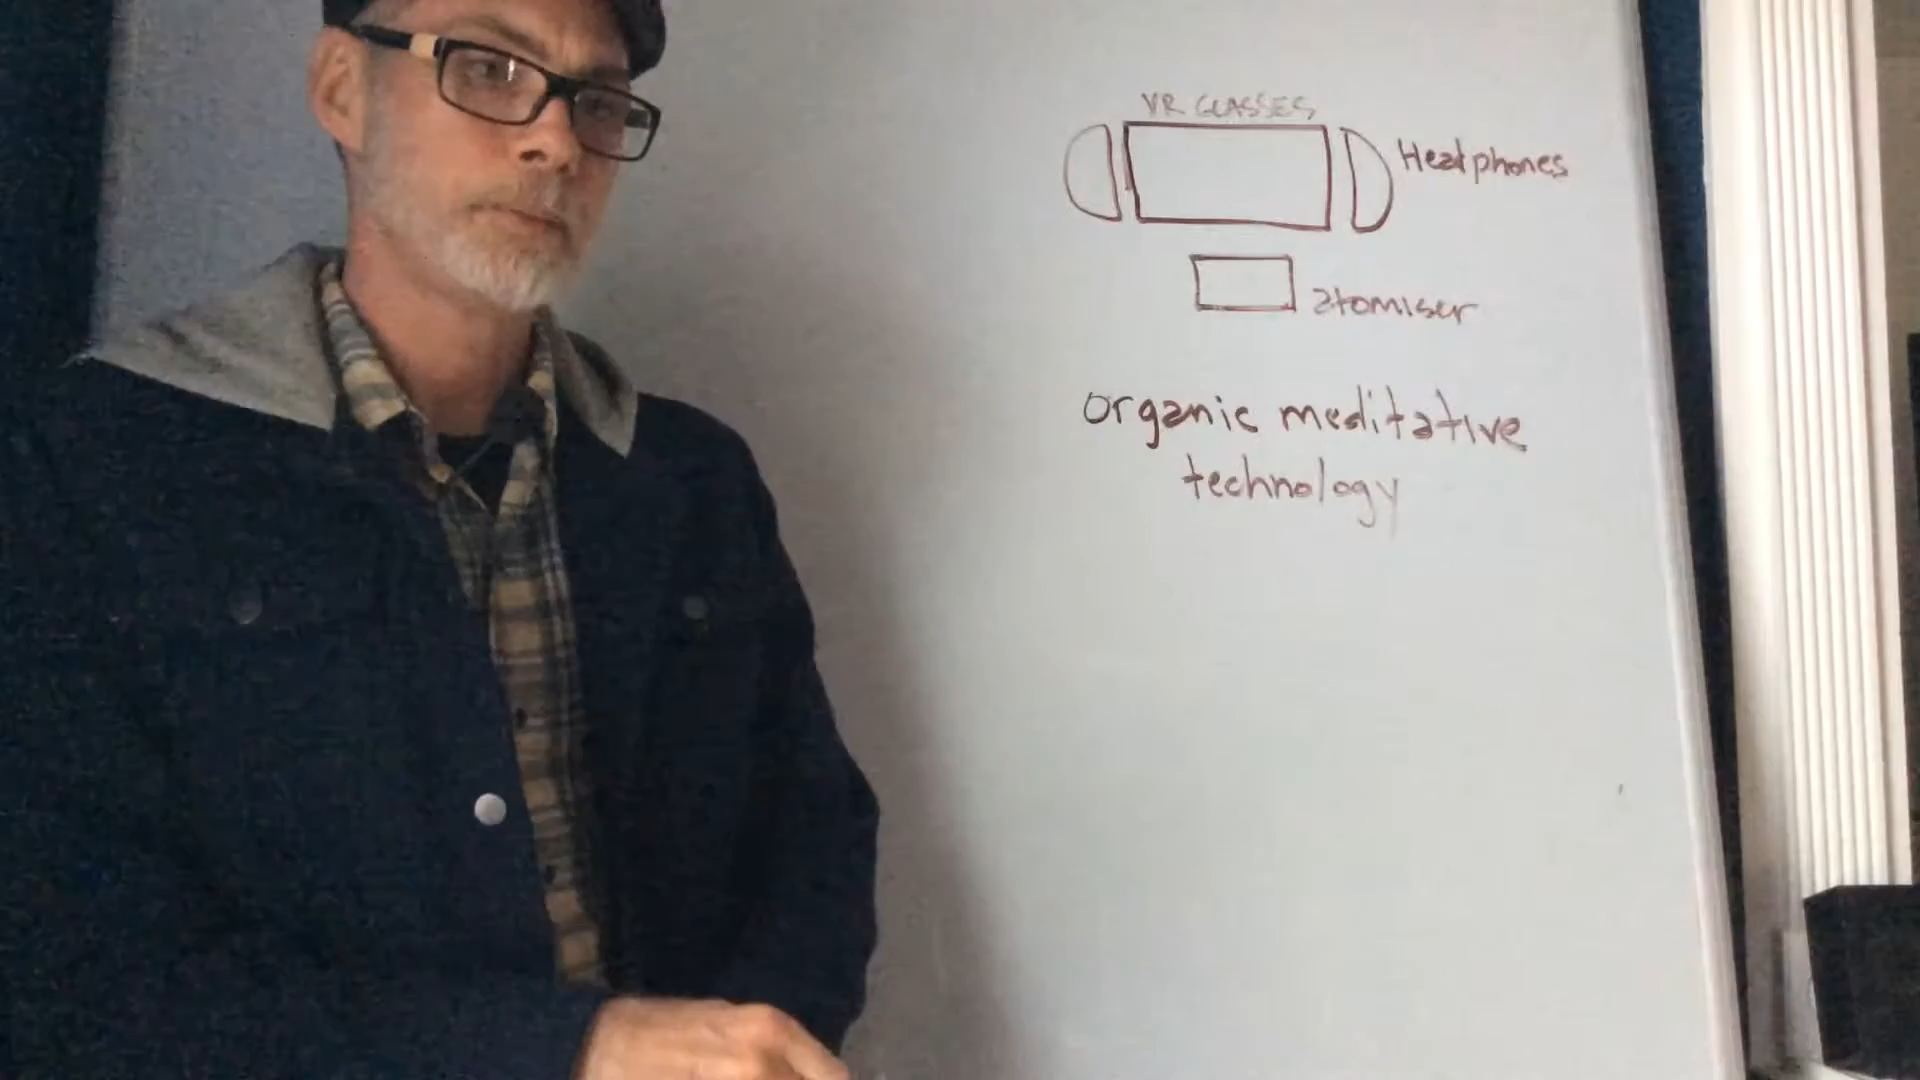 VR GLASSES
Headphones
atomiser
organic meditative
technology